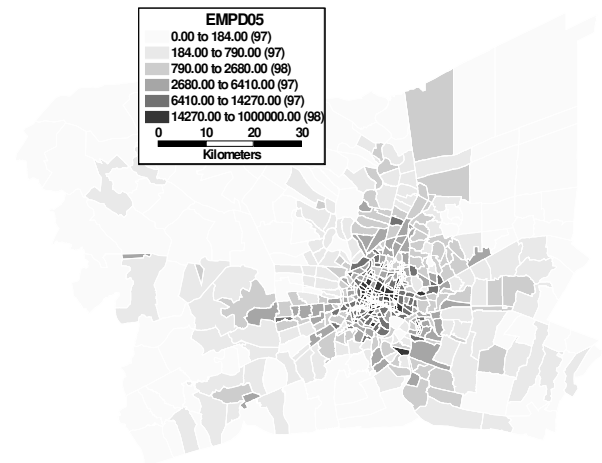 EMPD05
0.00 to 184.00 (97)
184.00 to 790.00 (97)
790.00 to 2680.00 (98)
2680.00 to 6410.00 (97)
6410.00 to 14270.00 (97)
14270.00 to 1000000.00 (98)
0 10 20 30
Kilometers